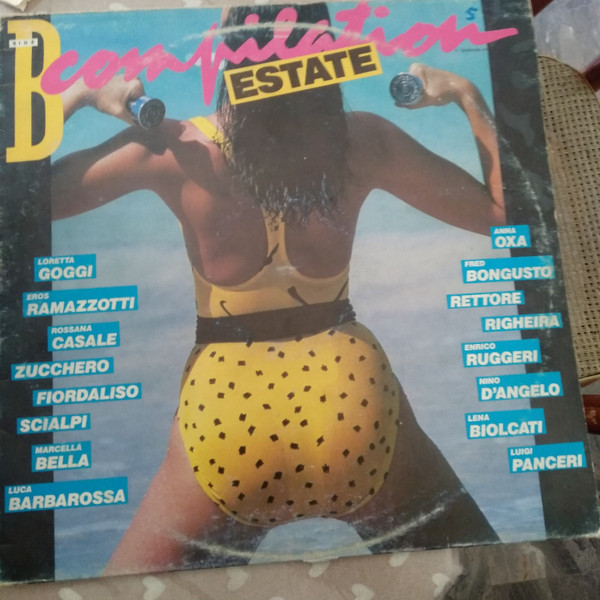 B
SIDE
compilation
ESTATE
5
LORETTA
GOGGI
EROS
RAMAZZOTTI
ROSSANA
CASALE
ZUCCHERO
FIORDALISO
SCIALPI
MARCELLA
BELLA
LUCA
BARBAROSSA
ANNA
OXA
FRED
BONGUSTO
RETTORE
RIGHEIRA
ENRICO
RUGGERI
NINO
D'ANGELO
LENA
BIOLCATI
LUIGI
PANCERI